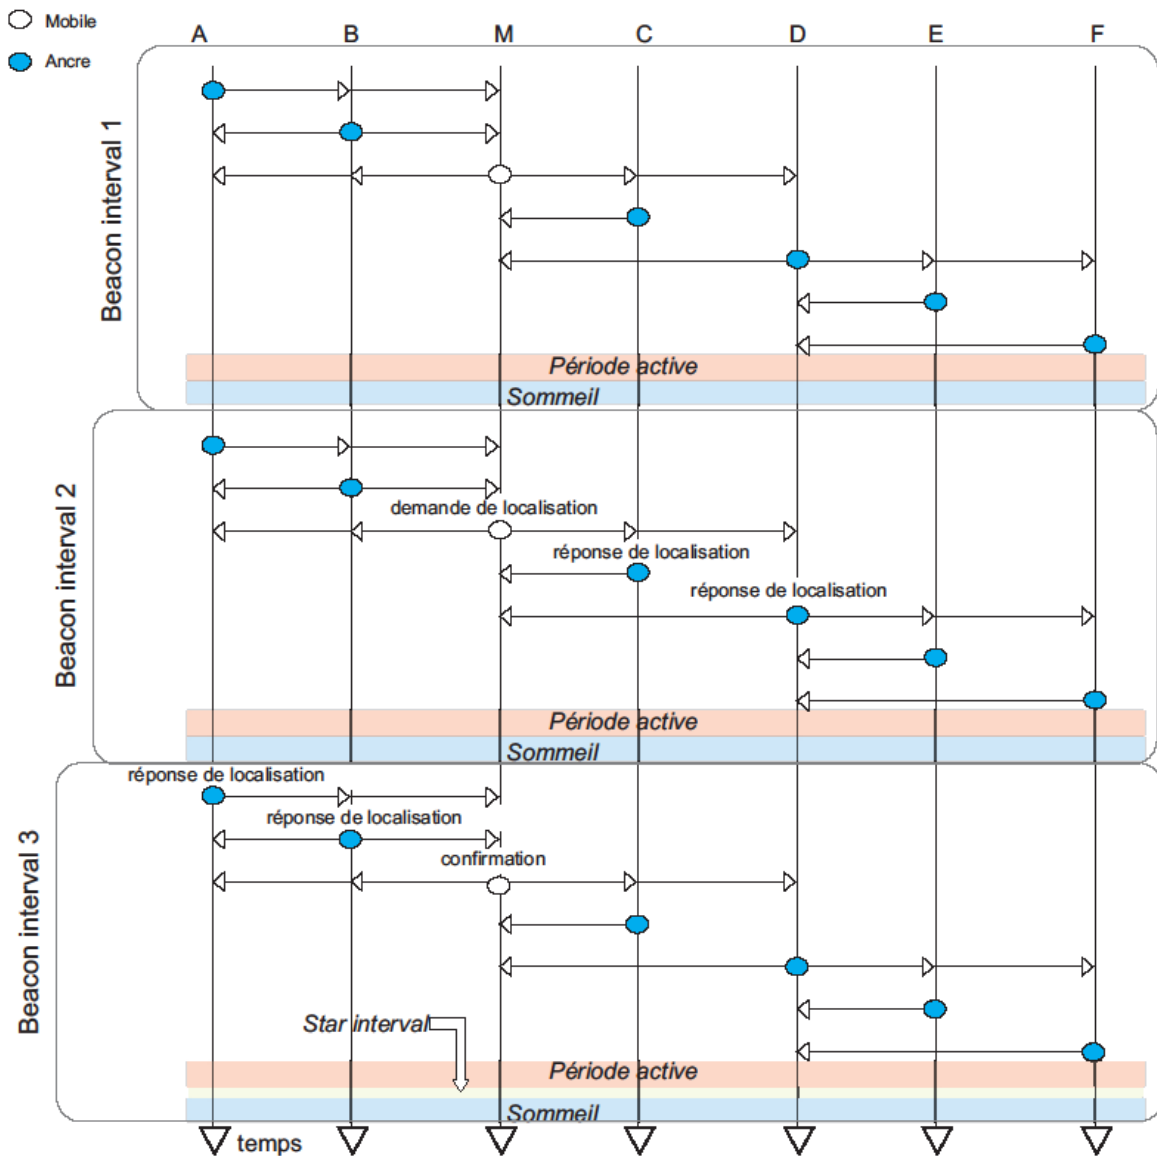 Mobile
Ancre
A B M C D E F
Beacon interval 1
Période active
Sommeil
Beacon interval 2
demande de localisation
réponse de localisation
réponse de localisation
Période active
Sommeil
Beacon interval 3
réponse de localisation
réponse de localisation
confirmation
Star interval
Période active
Sommeil
temps